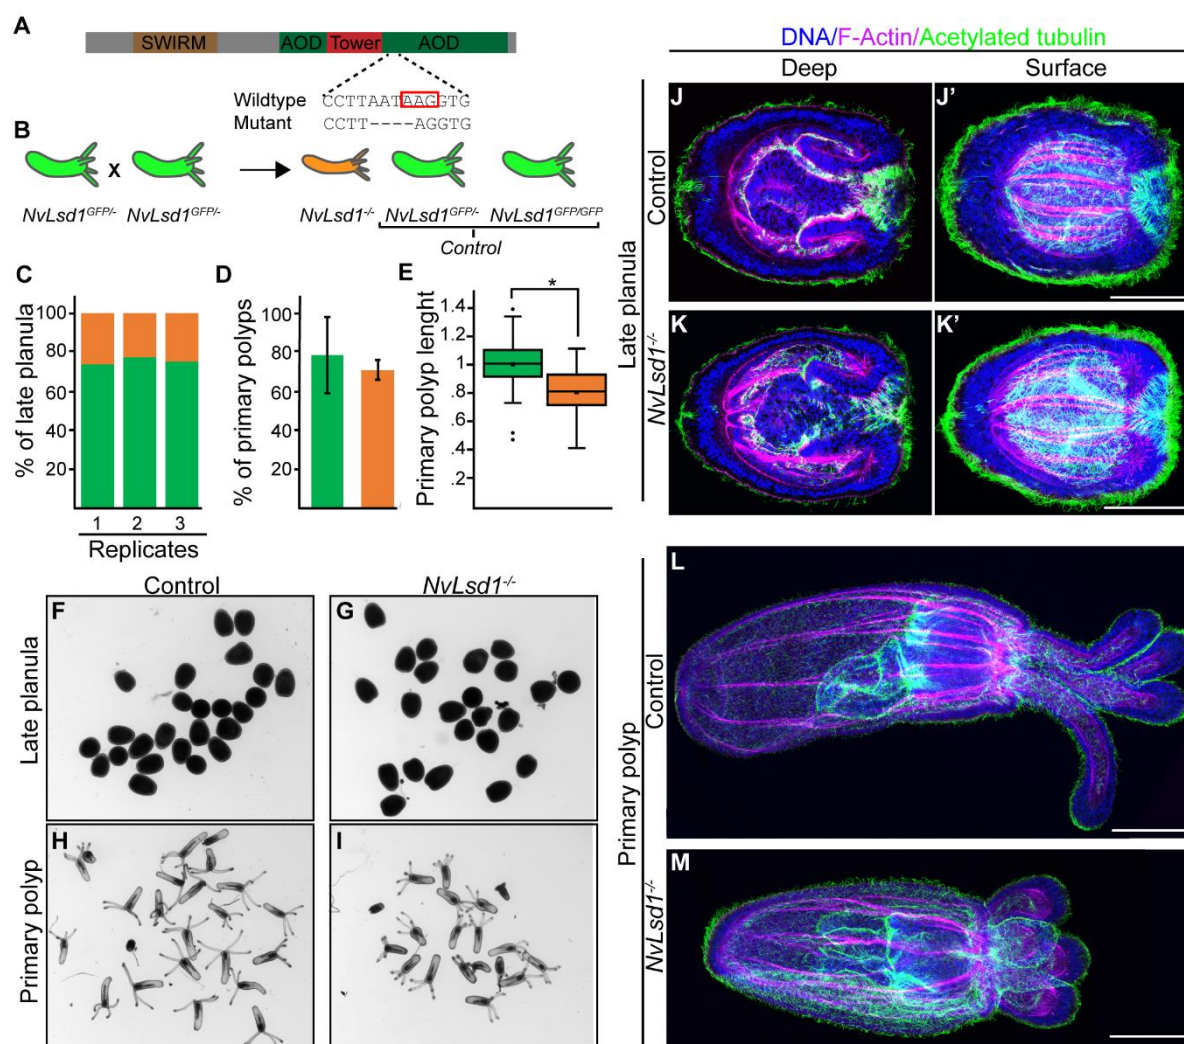 A
SWIRM AOD Tower AOD
Wildtype CCTTAATAAGGTG
Mutant CCTT----AGGTG
B
x
NvLsd1GFP/- NvLsd1GFP/- NvLsd1-/- NvLsd1GFP/- NvLsd1GFP/GFP
Control
C
% of late planula
100
80
60
40
20
1 2 3
Replicates
D
% of primary polyps
100
80
60
40
20
E
Primary polyp lenght
1.4
1.2
1
.8
.6
.4
.2
*
Control NvLsd1-/-
Late planula
F G
Primary polyp
H I
DNA/F-Actin/Acetylated tubulin
Deep Surface
Late planula
Control
J J’
NvLsd1-/-
K K’
Primary polyp
Control
L
NvLsd1-/-
M